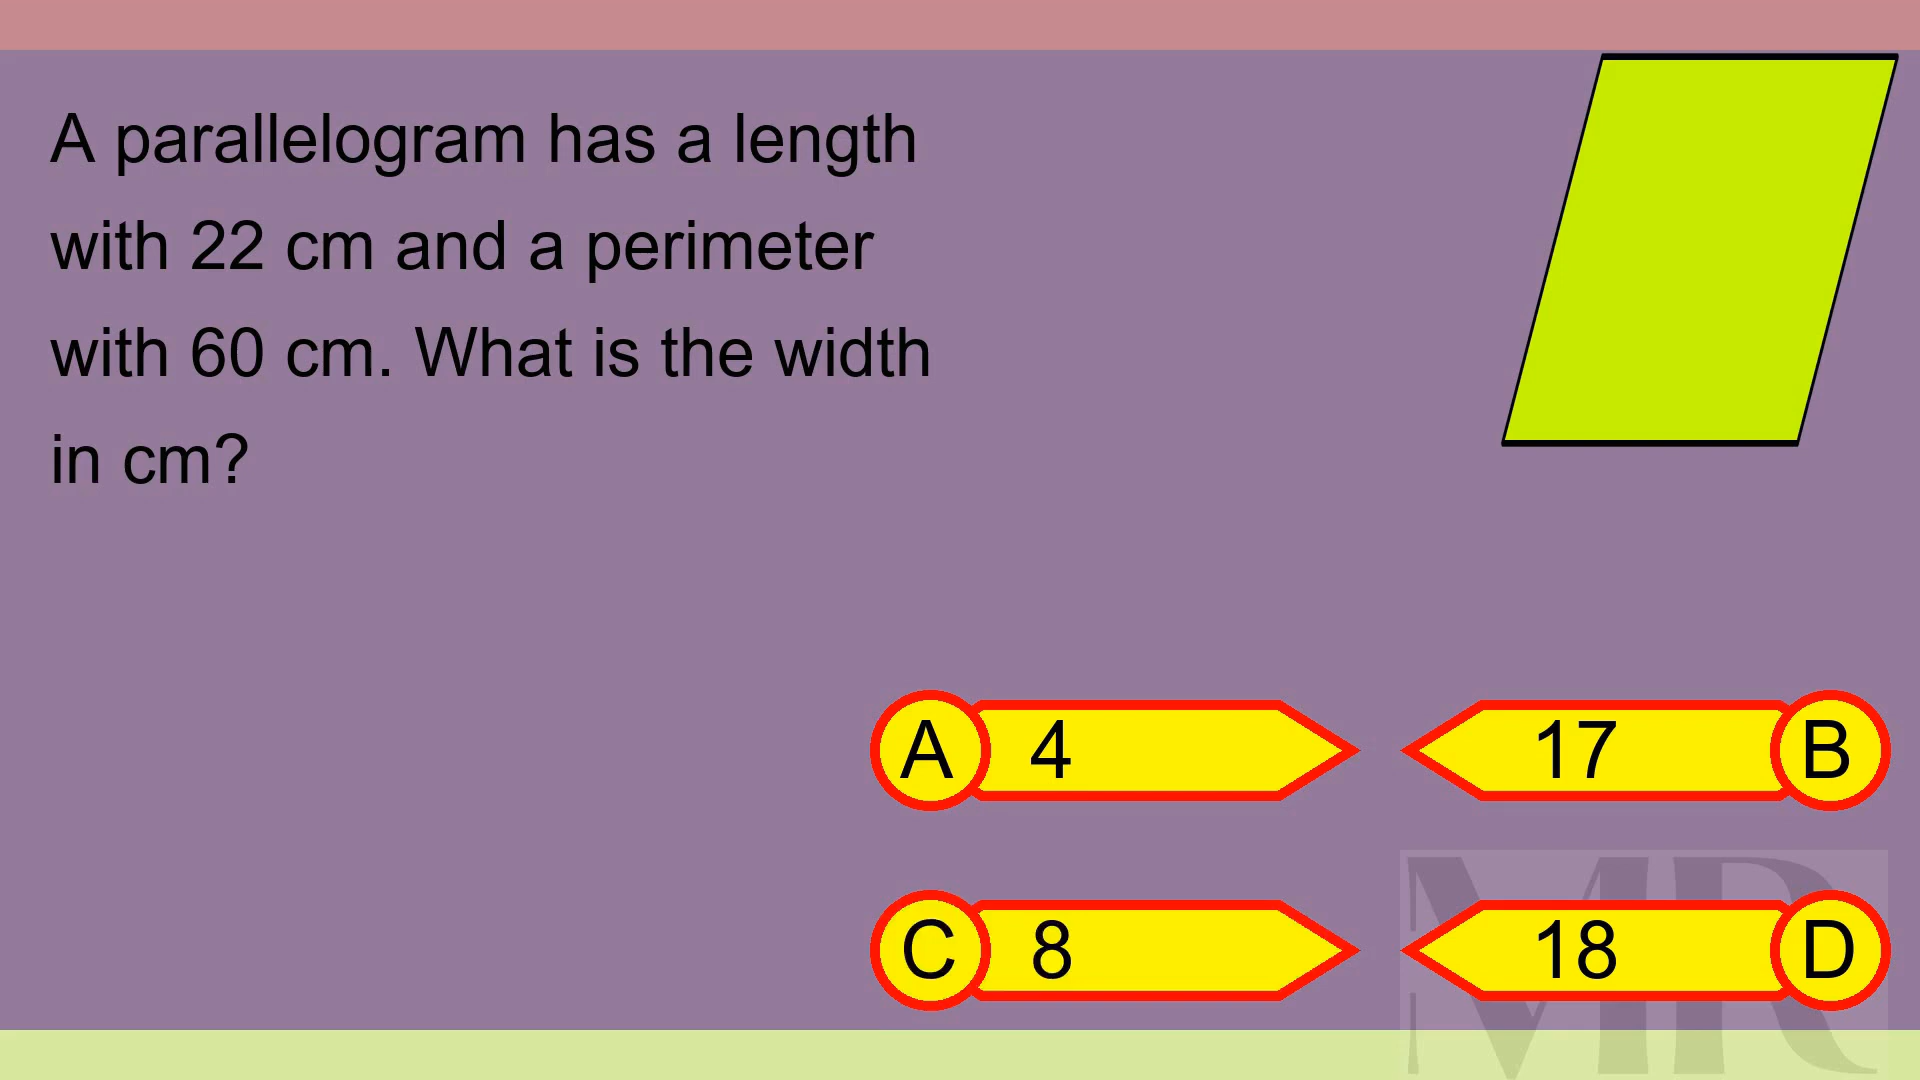 A parallelogram has a length
with 22 cm and a perimeter
with 60 cm. What is the width
in cm?
A 4
17 B
C 8
18 D
MR